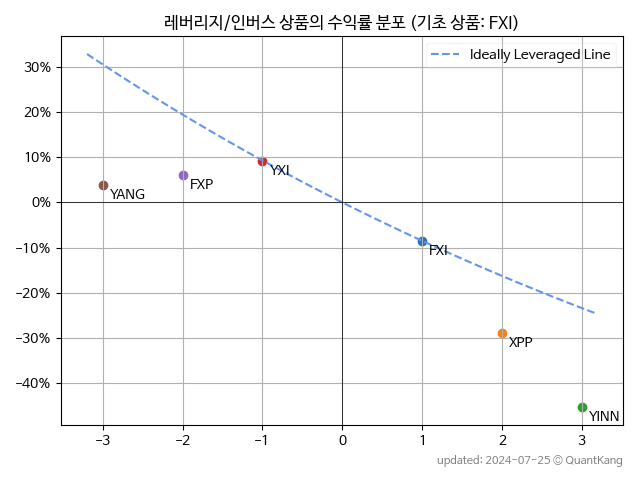 레버리지/인버스 상품의 수익률 분포 (기초 상품: FXI)
Ideally Leveraged Line
30%
20%
10%
0%
−10%
−20%
−30%
−40%
YANG
FXP
YXI
FXI
XPP
YINN
−3
−2
−1
0
1
2
3
updated: 2024-07-25 © QuantKang